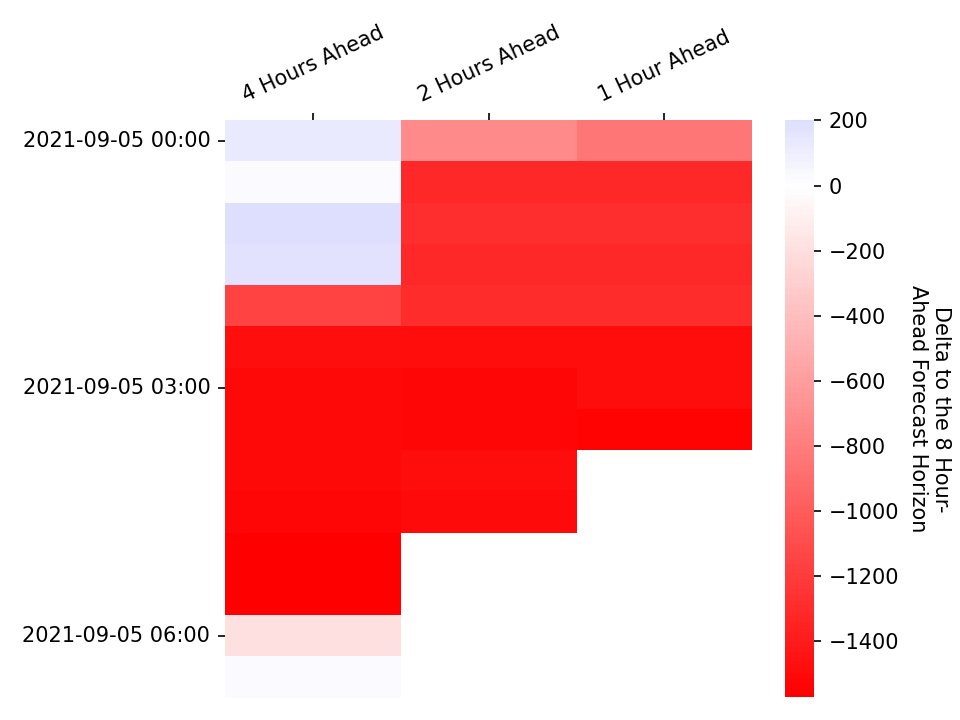 4 Hours Ahead
2 Hours Ahead
1 Hour Ahead
2021-09-05 00:00
2021-09-05 03:00
2021-09-05 06:00
200
0
−200
−400
−600
−800
−1000
−1200
−1400
Delta to the 8 Hour-
Ahead Forecast Horizon